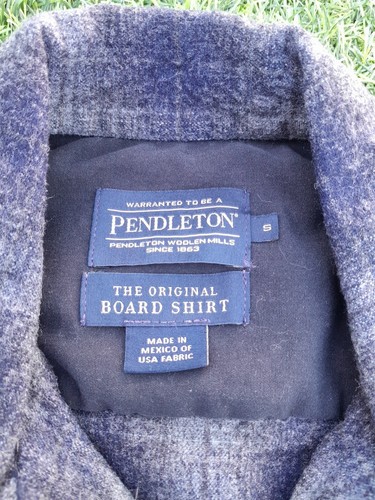 WARRANTED TO BE A
PENDLETON®
PENDLETON WOOLEN MILLS
SINCE 1863
S
THE ORIGINAL
BOARD SHIRT
MADE IN
MEXICO OF
USA FABRIC